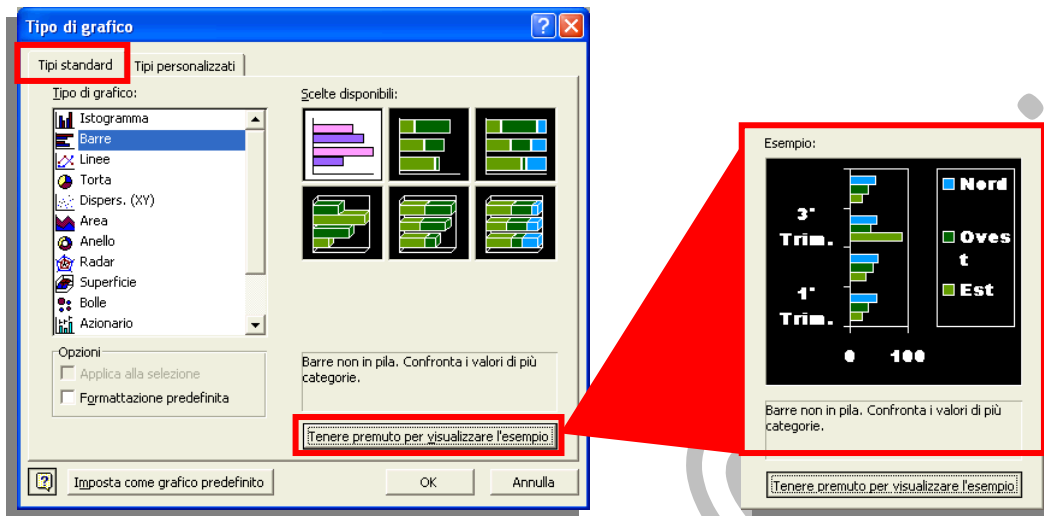 Tipo di grafico
Tipi standard
Tipi personalizzati
Tipo di grafico:
Istogramma
Barre
Linee
Torta
Dispers. (XY)
Area
Anello
Radar
Superficie
Bolle
Azionario
Scelte disponibili:
Opzioni
Applica alla selezione
Formattazione predefinita
Barre non in pila. Confronta i valori di più
categorie.
Tenere premuto per visualizzare l'esempio
Imposta come grafico predefinito
OK
Annulla
Esempio:
3°
Trim.
1°
Trim.
0 100
Nord
Oves
t
Est
Barre non in pila. Confronta i valori di più
categorie.
Tenere premuto per visualizzare l'esempio